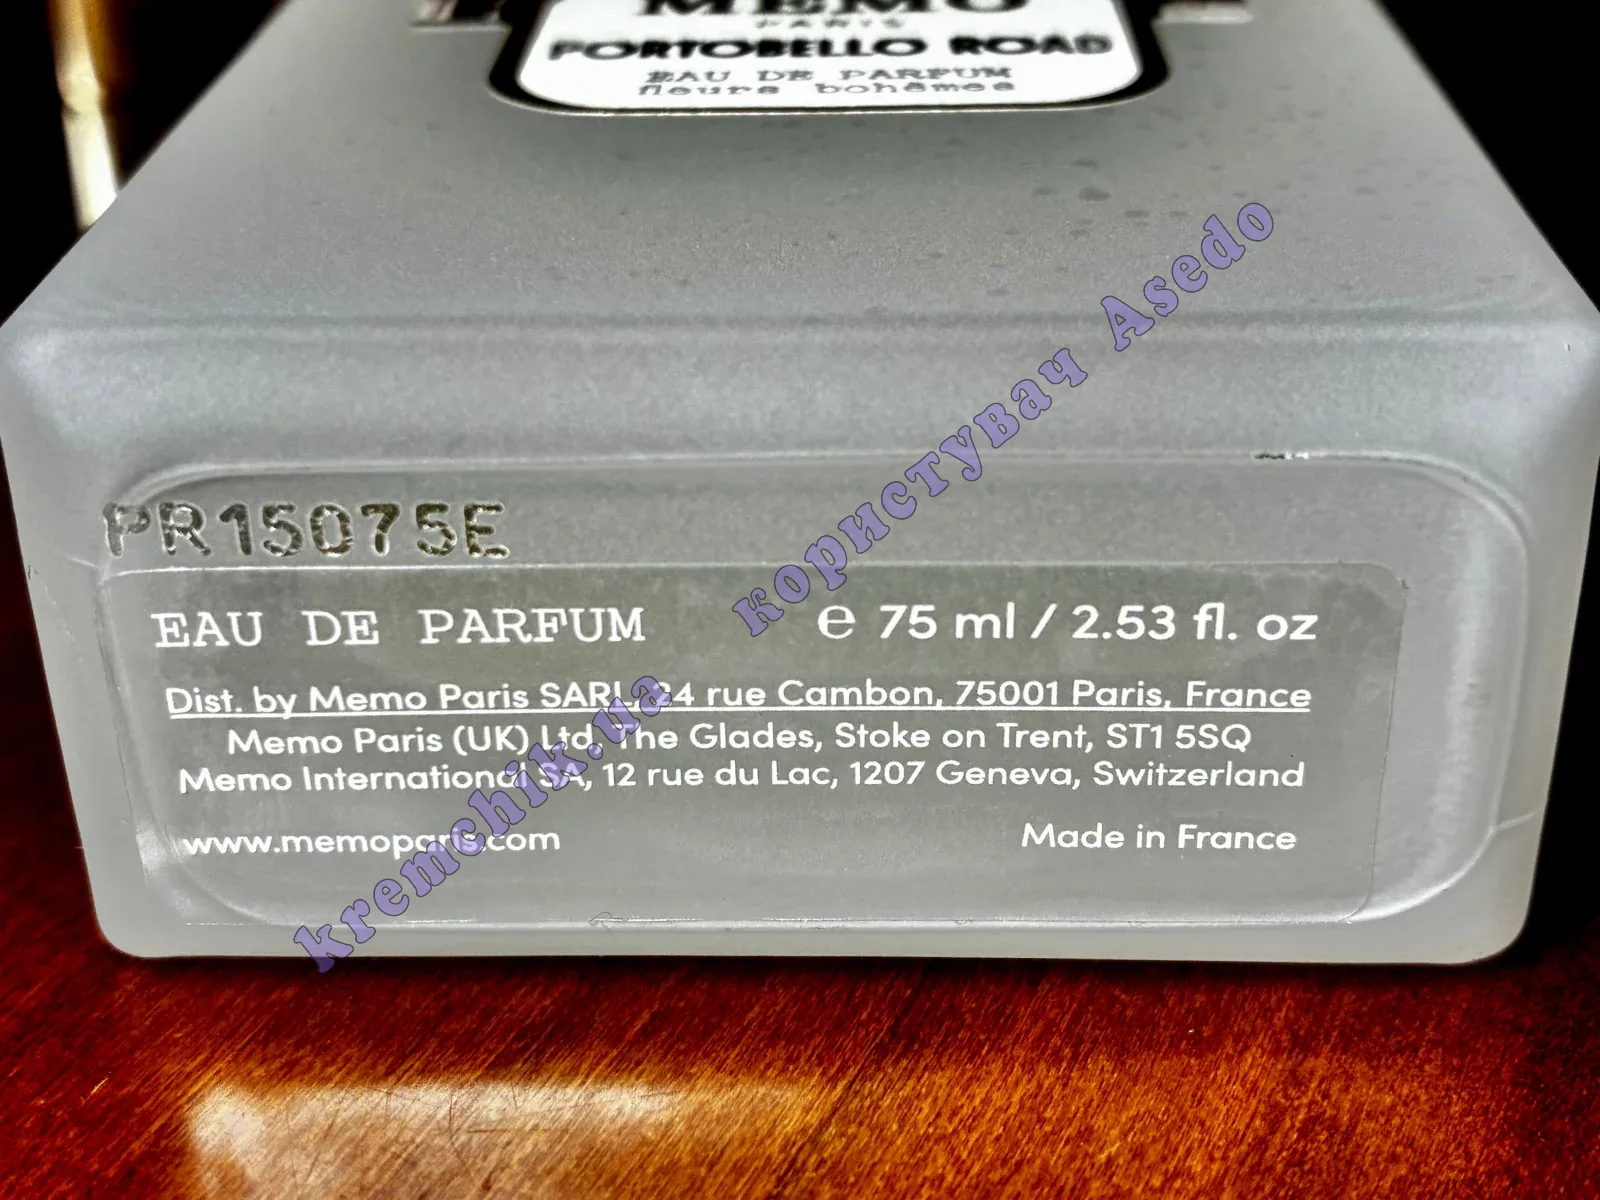 MEMO
PARIS
PORTOBELLO ROAD
EAU DE PARFUM
fleurs bohèmes
PR15075E
EAU DE PARFUM
e 75 ml / 2.53 fl. oz
Dist. by Memo Paris SARL, 24 rue Cambon, 75001 Paris, France
Memo Paris (UK) Ltd, The Glades, Stoke on Trent, ST1 5SQ
Memo International SA, 12 rue du Lac, 1207 Geneva, Switzerland
www.memoparis.com
Made in France
kremchik.ua користувач Asedo